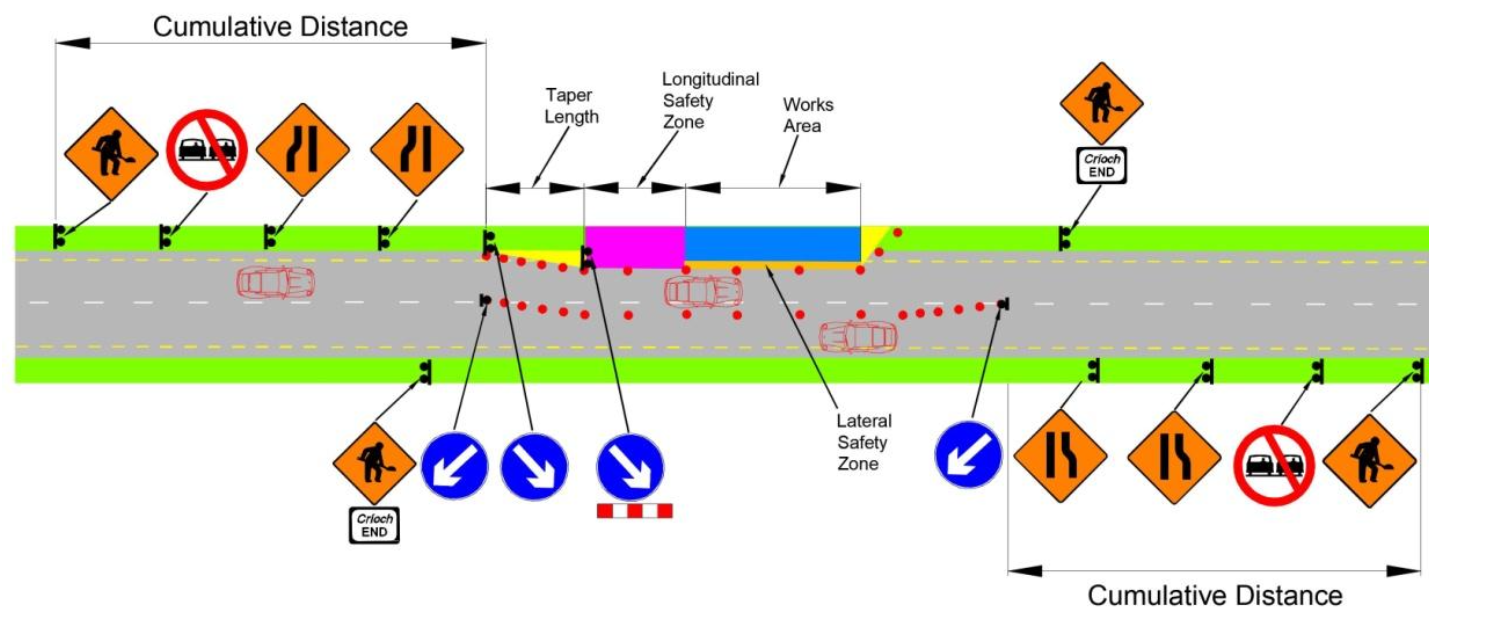 Cumulative Distance
Taper
Length
Longitudinal
Safety
Zone
Works
Area
Críoch
END
Críoch
END
Lateral
Safety
Zone
Cumulative Distance